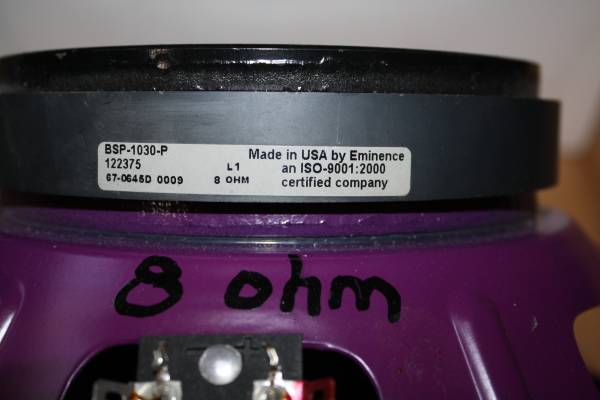 BSP-1030-P
122375 L1
67-0645D 0009 8 OHM
Made in USA by Eminence
an ISO-9001:2000
certified company
8 ohm
- +